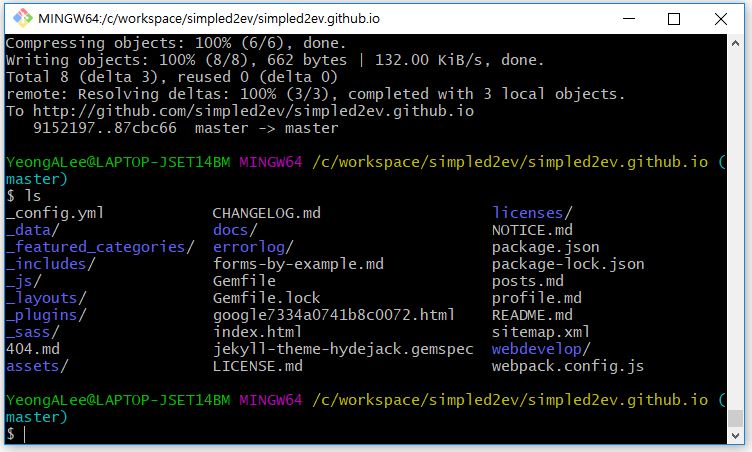 MINGW64:/c/workspace/simpled2ev/simpled2ev.github.io
Compressing objects: 100% (6/6), done.
Writing objects: 100% (8/8), 662 bytes | 132.00 KiB/s, done.
Total 8 (delta 3), reused 0 (delta 0)
remote: Resolving deltas: 100% (3/3), completed with 3 local objects.
To http://github.com/simpled2ev/simpled2ev.github.io
   9152197..87cbc66  master -> master

YeongALee@LAPTOP-JSET14BM MINGW64 /c/workspace/simpled2ev/simpled2ev.github.io (
master)
$ ls
_config.yml             CHANGELOG.md                   licenses/
_data/                  docs/                          NOTICE.md
_featured_categories/   errorlog/                      package.json
_includes/              forms-by-example.md            package-lock.json
_js/                    Gemfile                        posts.md
_layouts/               Gemfile.lock                   profile.md
_plugins/               google7334a0741b8c0072.html    README.md
_sass/                  index.html                     sitemap.xml
404.md                  jekyll-theme-hydejack.gemspec  webdevelop/
assets/                 LICENSE.md                     webpack.config.js

YeongALee@LAPTOP-JSET14BM MINGW64 /c/workspace/simpled2ev/simpled2ev.github.io (
master)
$